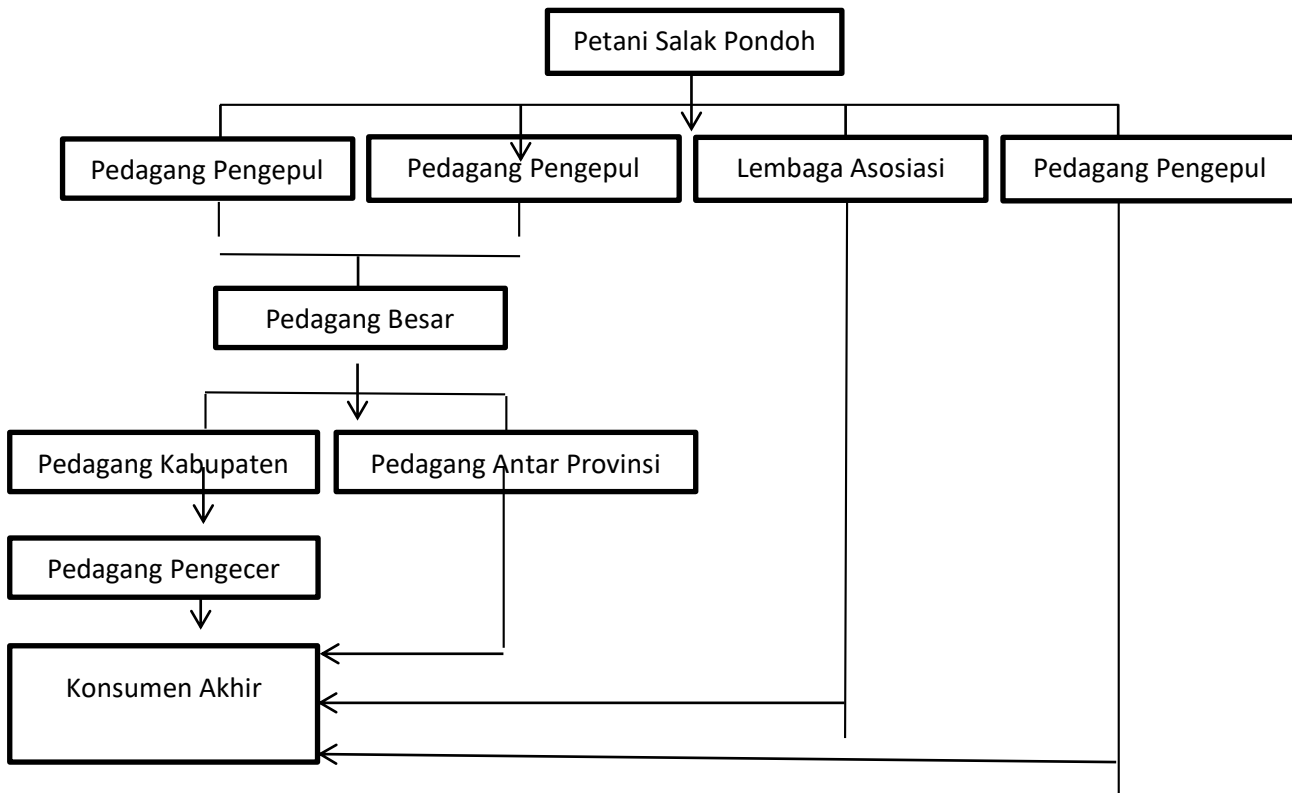 Petani Salak Pondoh
Pedagang Pengepul
Pedagang Pengepul
Lembaga Asosiasi
Pedagang Pengepul
Pedagang Besar
Pedagang Kabupaten
Pedagang Antar Provinsi
Pedagang Pengecer
Konsumen Akhir